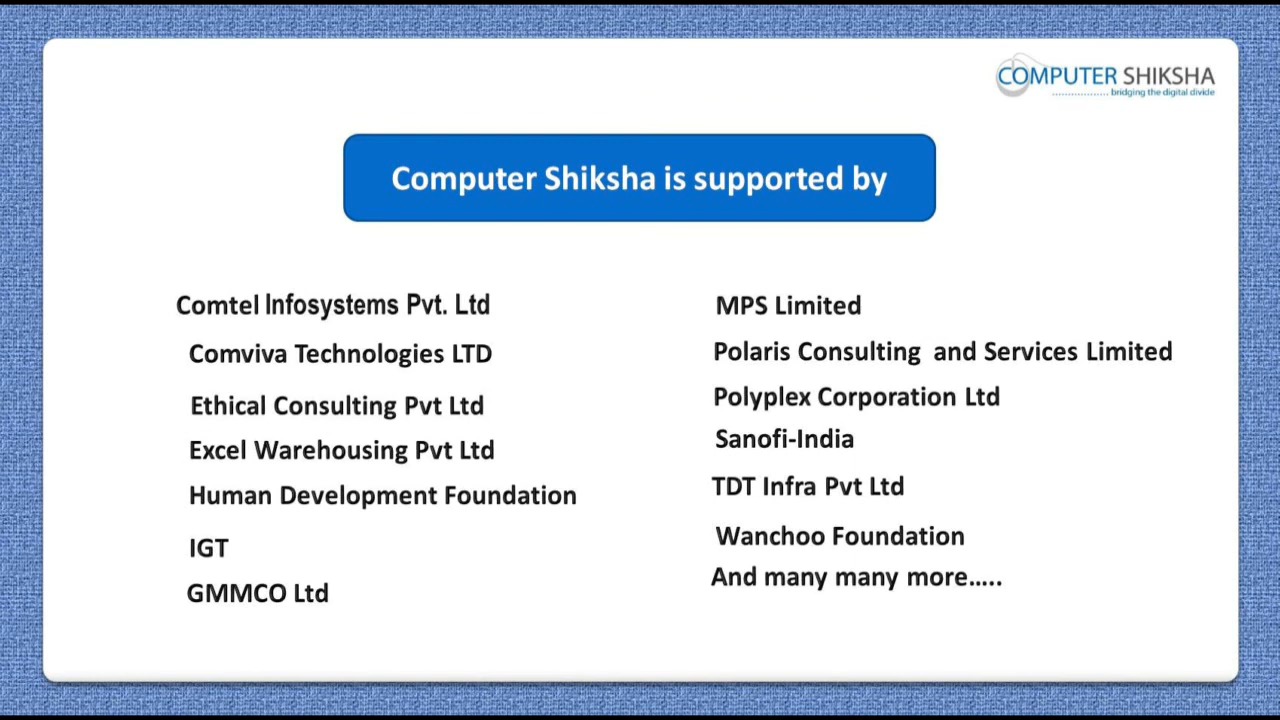 COMPUTER SHIKSHA
.................. bridging the digital divide
Computer Shiksha is supported by
Comtel Infosystems Pvt. Ltd
Comviva Technologies LTD
Ethical Consulting Pvt Ltd
Excel Warehousing Pvt Ltd
Human Development Foundation
IGT
GMMCO Ltd
MPS Limited
Polaris Consulting and Services Limited
Polyplex Corporation Ltd
Sanofi-India
TDT Infra Pvt Ltd
Wanchoo Foundation
And many many more…..